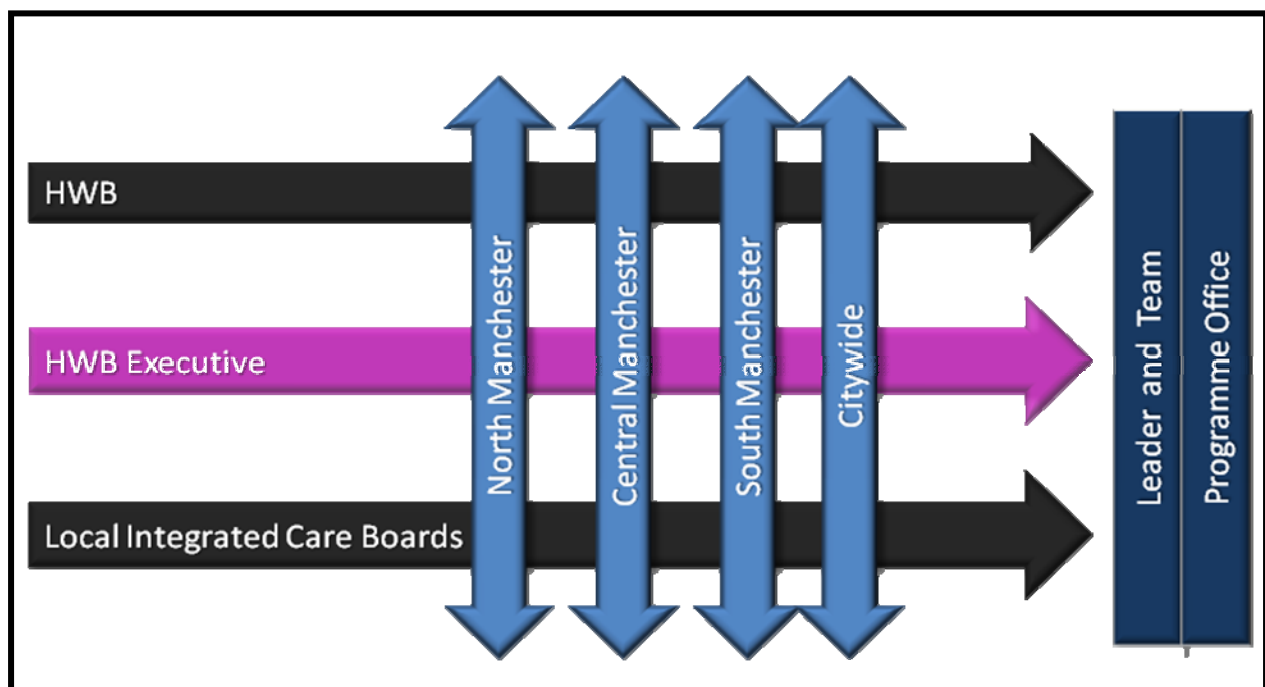 HWB
HWB Executive
Local Integrated Care Boards
North Manchester
Central Manchester
South Manchester
Citywide
Leader and Team
Programme Office